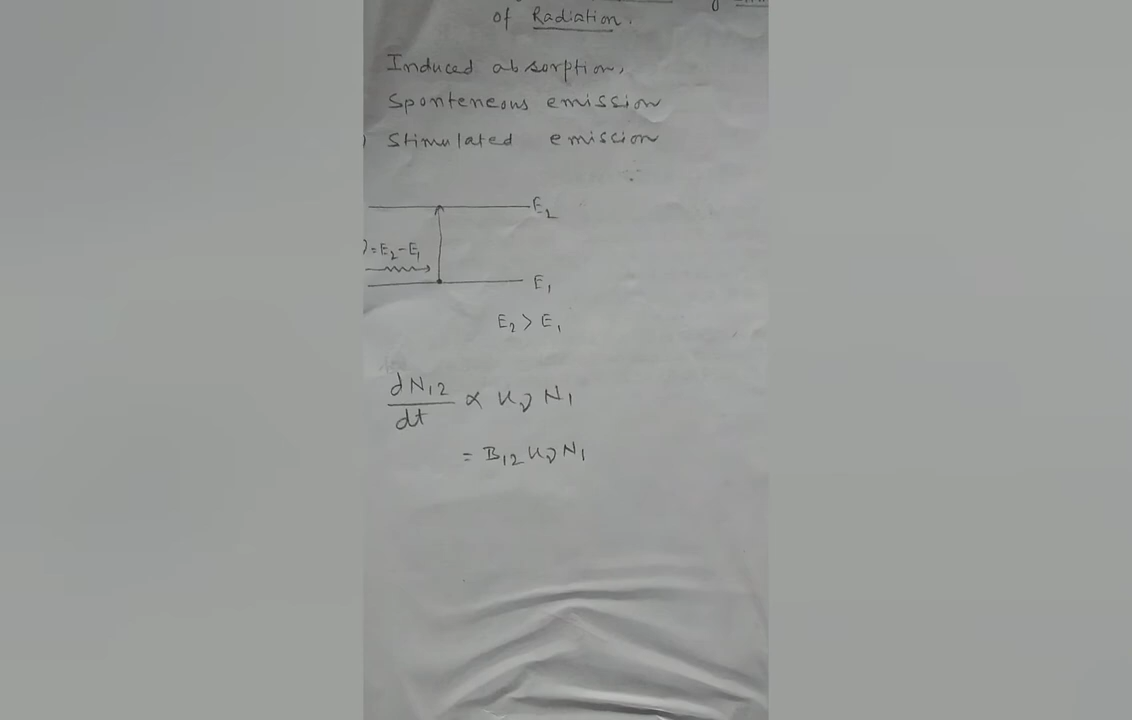 of Radiation.
Induced absorption,
Sponteneous emission
) Stimulated emission
E₂
= E₂-E₁
E₁
E₂ > E₁
dN₁₂/dt ∝ uν N₁
= B₁₂ uν N₁